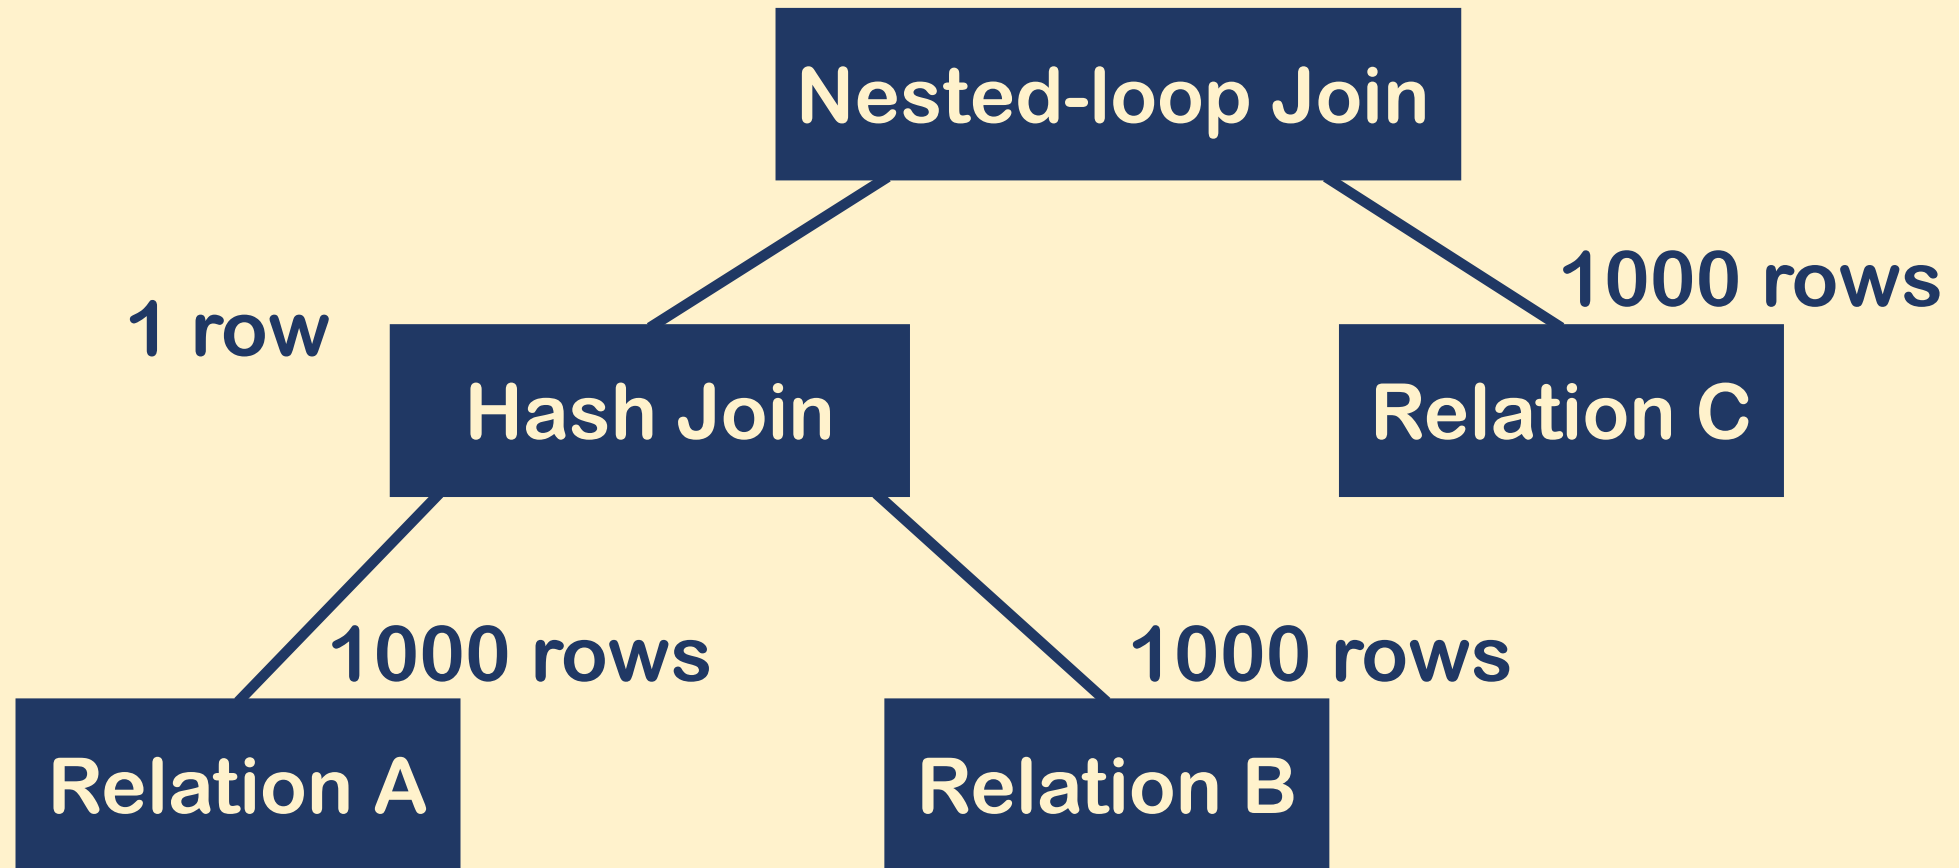 Nested-loop Join
1000 rows
1 row
Hash Join
Relation C
1000 rows
1000 rows
Relation A
Relation B